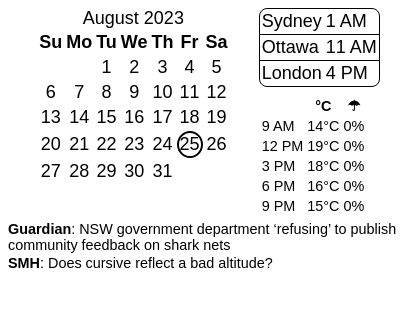 August 2023
Su Mo Tu We Th Fr Sa
1 2 3 4 5
6 7 8 9 10 11 12
13 14 15 16 17 18 19
20 21 22 23 24 25 26
27 28 29 30 31
Sydney 1 AM
Ottawa 11 AM
London 4 PM
°C ☂
9 AM 14°C 0%
12 PM 19°C 0%
3 PM 18°C 0%
6 PM 16°C 0%
9 PM 15°C 0%
Guardian: NSW government department ‘refusing’ to publish
community feedback on shark nets
SMH: Does cursive reflect a bad altitude?